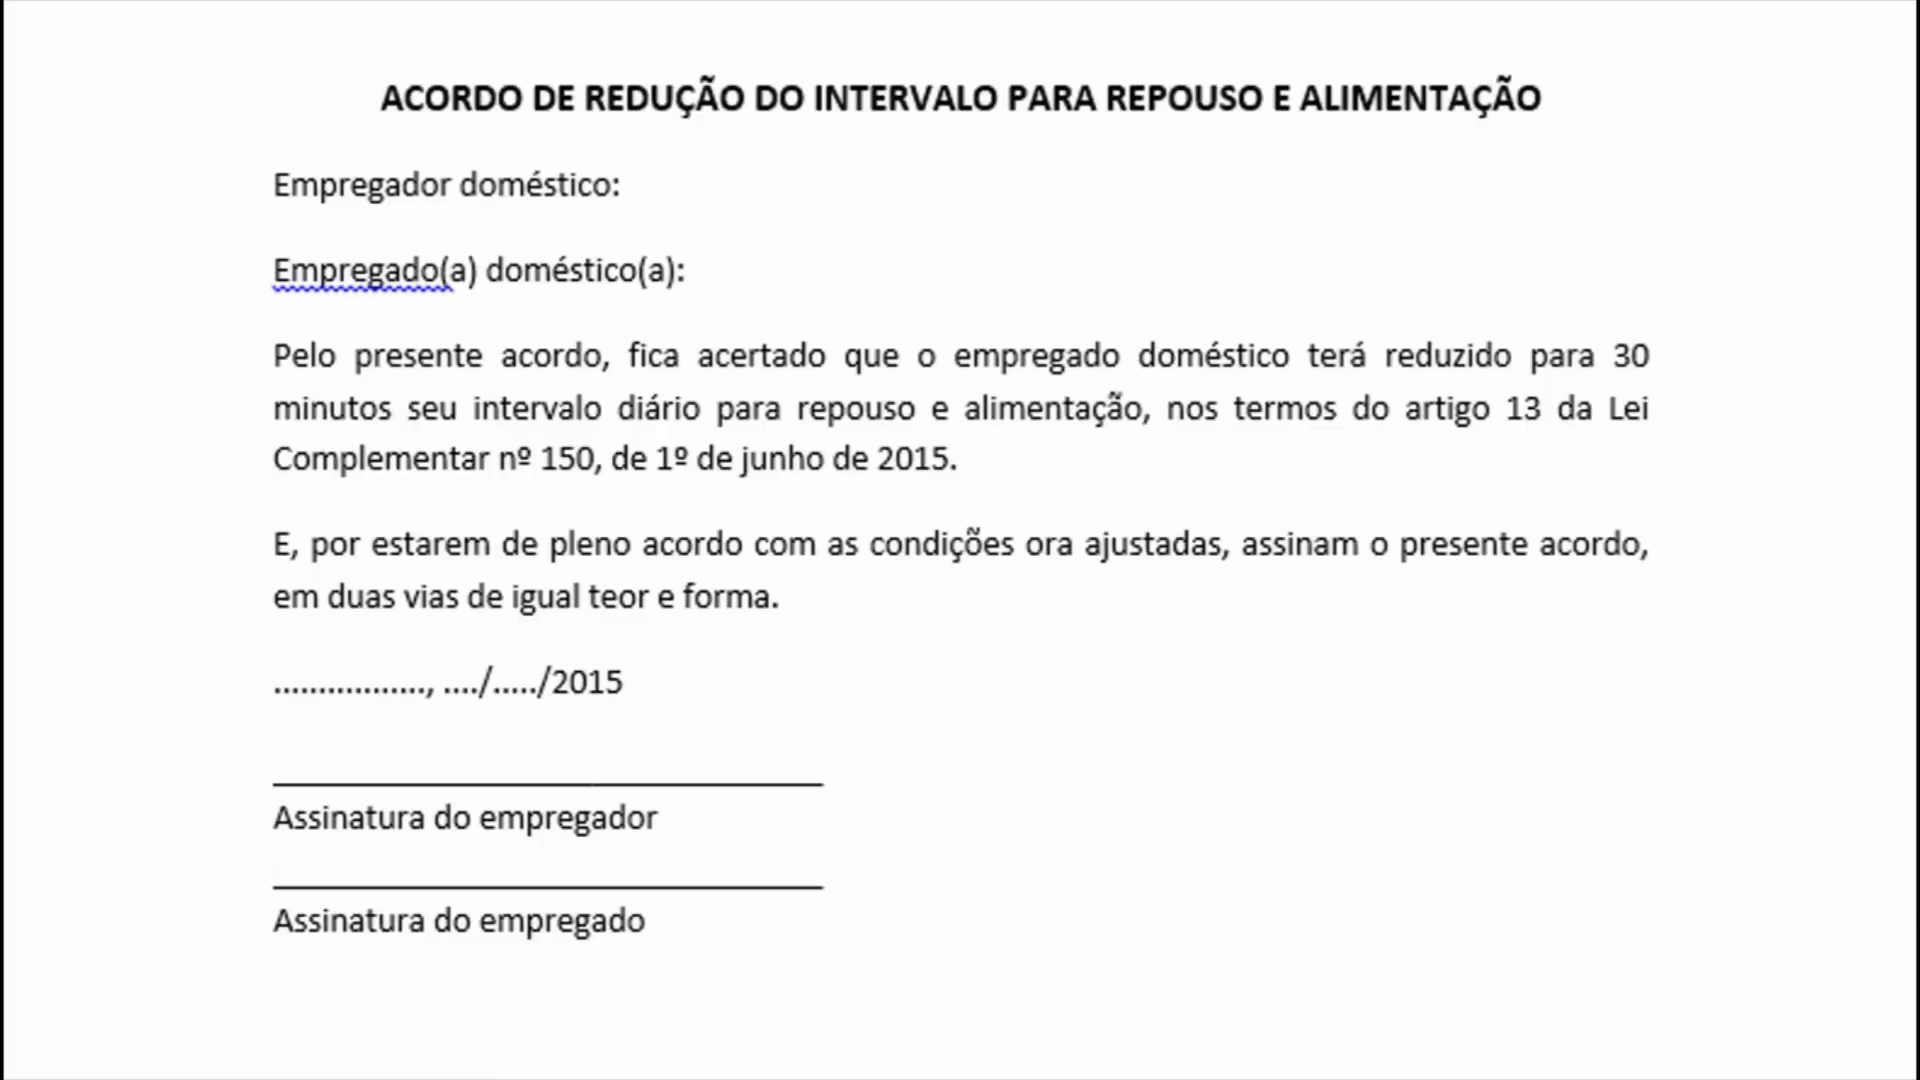 ACORDO DE REDUÇÃO DO INTERVALO PARA REPOUSO E ALIMENTAÇÃO
Empregador doméstico:
Empregado(a) doméstico(a):
Pelo presente acordo, fica acertado que o empregado doméstico terá reduzido para 30
minutos seu intervalo diário para repouso e alimentação, nos termos do artigo 13 da Lei
Complementar nº 150, de 1º de junho de 2015.
E, por estarem de pleno acordo com as condições ora ajustadas, assinam o presente acordo,
em duas vias de igual teor e forma.
................., ..../...../2015
Assinatura do empregador
Assinatura do empregado